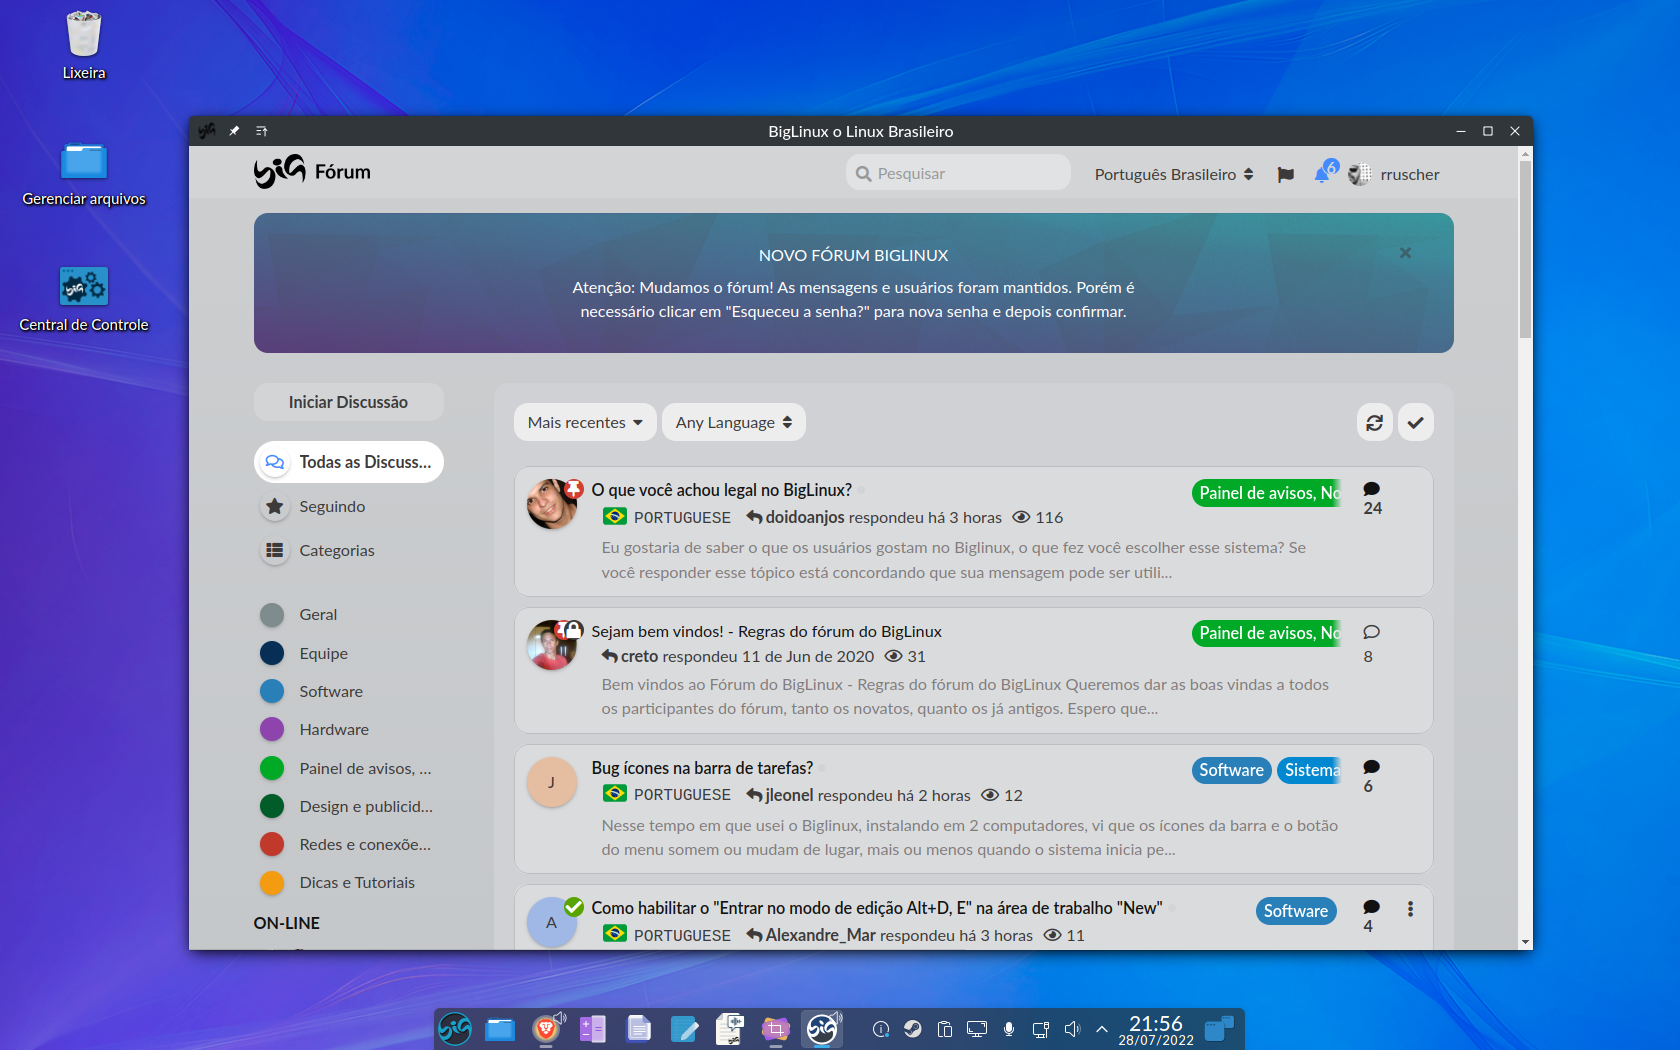 Lixeira
Gerenciar arquivos
Central de Controle
BigLinux o Linux Brasileiro
BIG Fórum
Pesquisar
Português Brasileiro
6
rruscher
NOVO FÓRUM BIGLINUX
Atenção: Mudamos o fórum! As mensagens e usuários foram mantidos. Porém é
necessário clicar em "Esqueceu a senha?" para nova senha e depois confirmar.
Iniciar Discussão
Todas as Discuss...
Seguindo
Categorias
Geral
Equipe
Software
Hardware
Painel de avisos, ...
Design e publicid...
Redes e conexõe...
Dicas e Tutoriais
ON-LINE
Mais recentes
Any Language
O que você achou legal no BigLinux?
Painel de avisos, No
24
PORTUGUESE doidoanjos respondeu há 3 horas 116
Eu gostaria de saber o que os usuários gostam no Biglinux, o que fez você escolher esse sistema? Se
você responder esse tópico está concordando que sua mensagem pode ser utili...
Sejam bem vindos! - Regras do fórum do BigLinux
Painel de avisos, No
8
creto respondeu 11 de Jun de 2020 31
Bem vindos ao Fórum do BigLinux - Regras do fórum do BigLinux Queremos dar as boas vindas a todos
os participantes do fórum, tanto os novatos, quanto os já antigos. Espero que...
J
Bug ícones na barra de tarefas?
Software Sistema
6
PORTUGUESE jleonel respondeu há 2 horas 12
Nesse tempo em que usei o Biglinux, instalando em 2 computadores, vi que os ícones da barra e o botão
do menu somem ou mudam de lugar, mais ou menos quando o sistema inicia pe...
A
Como habilitar o "Entrar no modo de edição Alt+D, E" na área de trabalho "New"
Software
4
PORTUGUESE Alexandre_Mar respondeu há 3 horas 11
21:56
28/07/2022